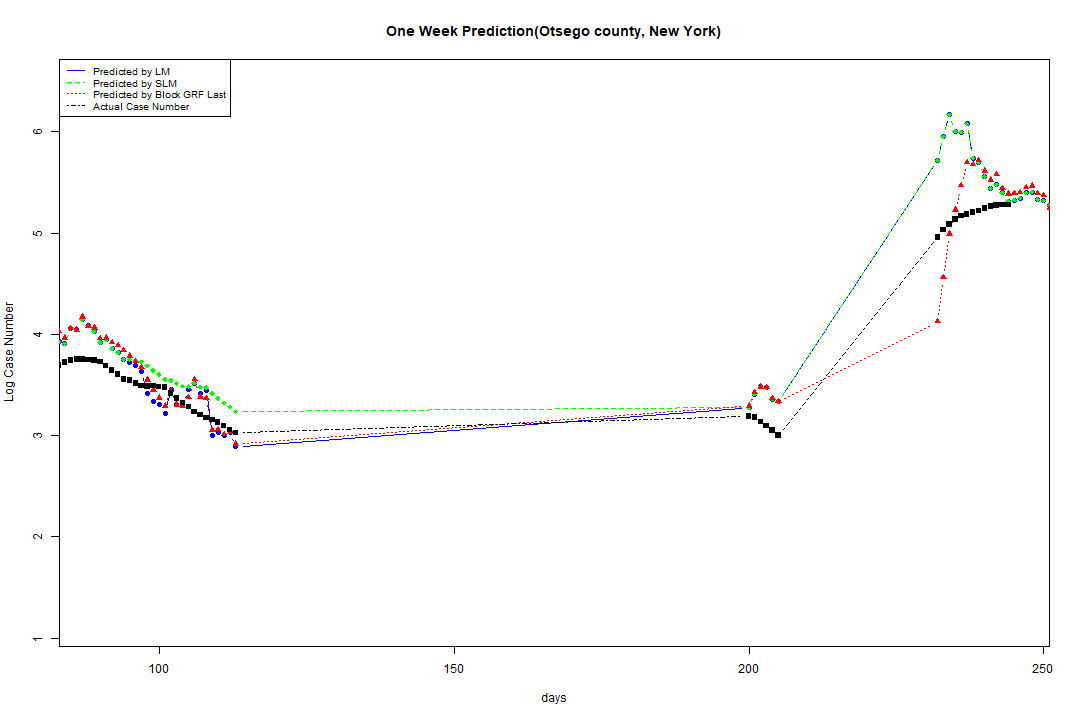 One Week Prediction(Otsego county, New York)
Predicted by LM
Predicted by SLM
Predicted by Block GRF Last
Actual Case Number
Log Case Number
6
5
4
3
2
1
100 150 200 250
days